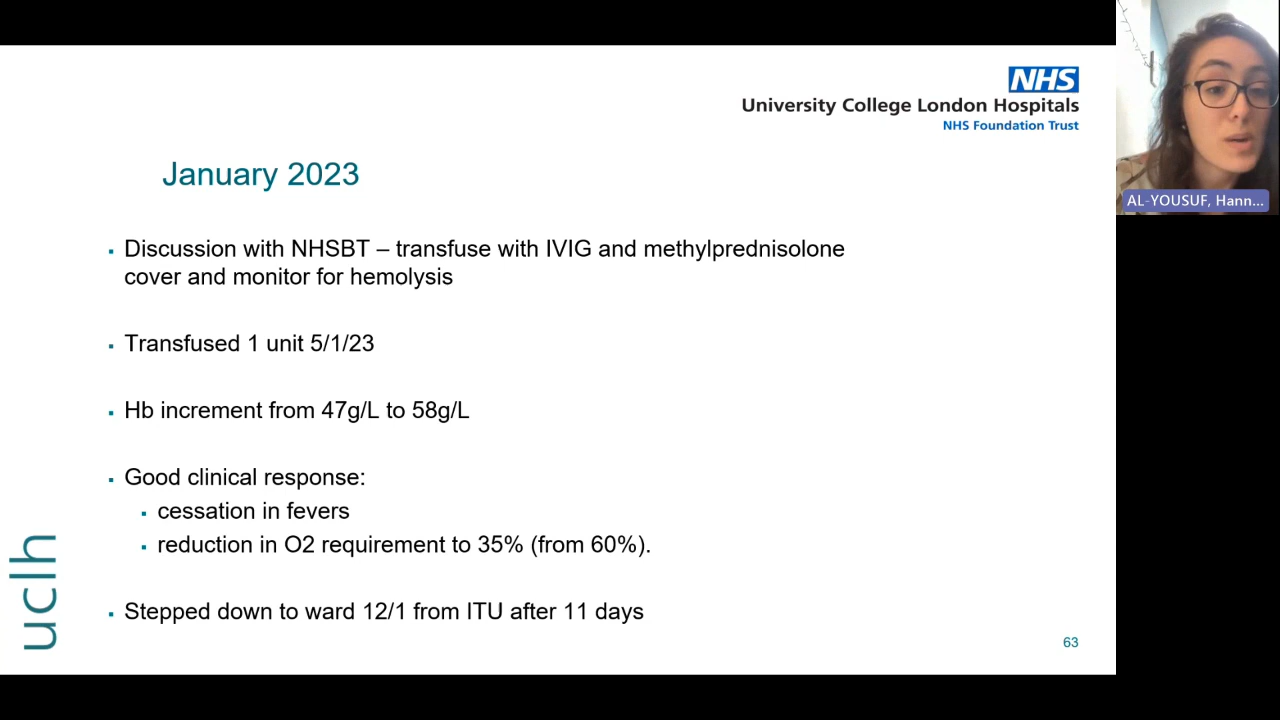 NHS
University College London Hospitals
NHS Foundation Trust
January 2023
Discussion with NHSBT – transfuse with IVIG and methylprednisolone
cover and monitor for hemolysis
Transfused 1 unit 5/1/23
Hb increment from 47g/L to 58g/L
Good clinical response:
cessation in fevers
reduction in O2 requirement to 35% (from 60%).
Stepped down to ward 12/1 from ITU after 11 days
63
uclh
AL-YOUSUF, Hann...